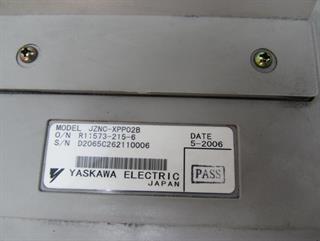 MODEL JZNC-XPP02B
O/N R11573-215-6
S/N D2065C262110006
DATE
5-2006
PASS
YASKAWA ELECTRIC
JAPAN